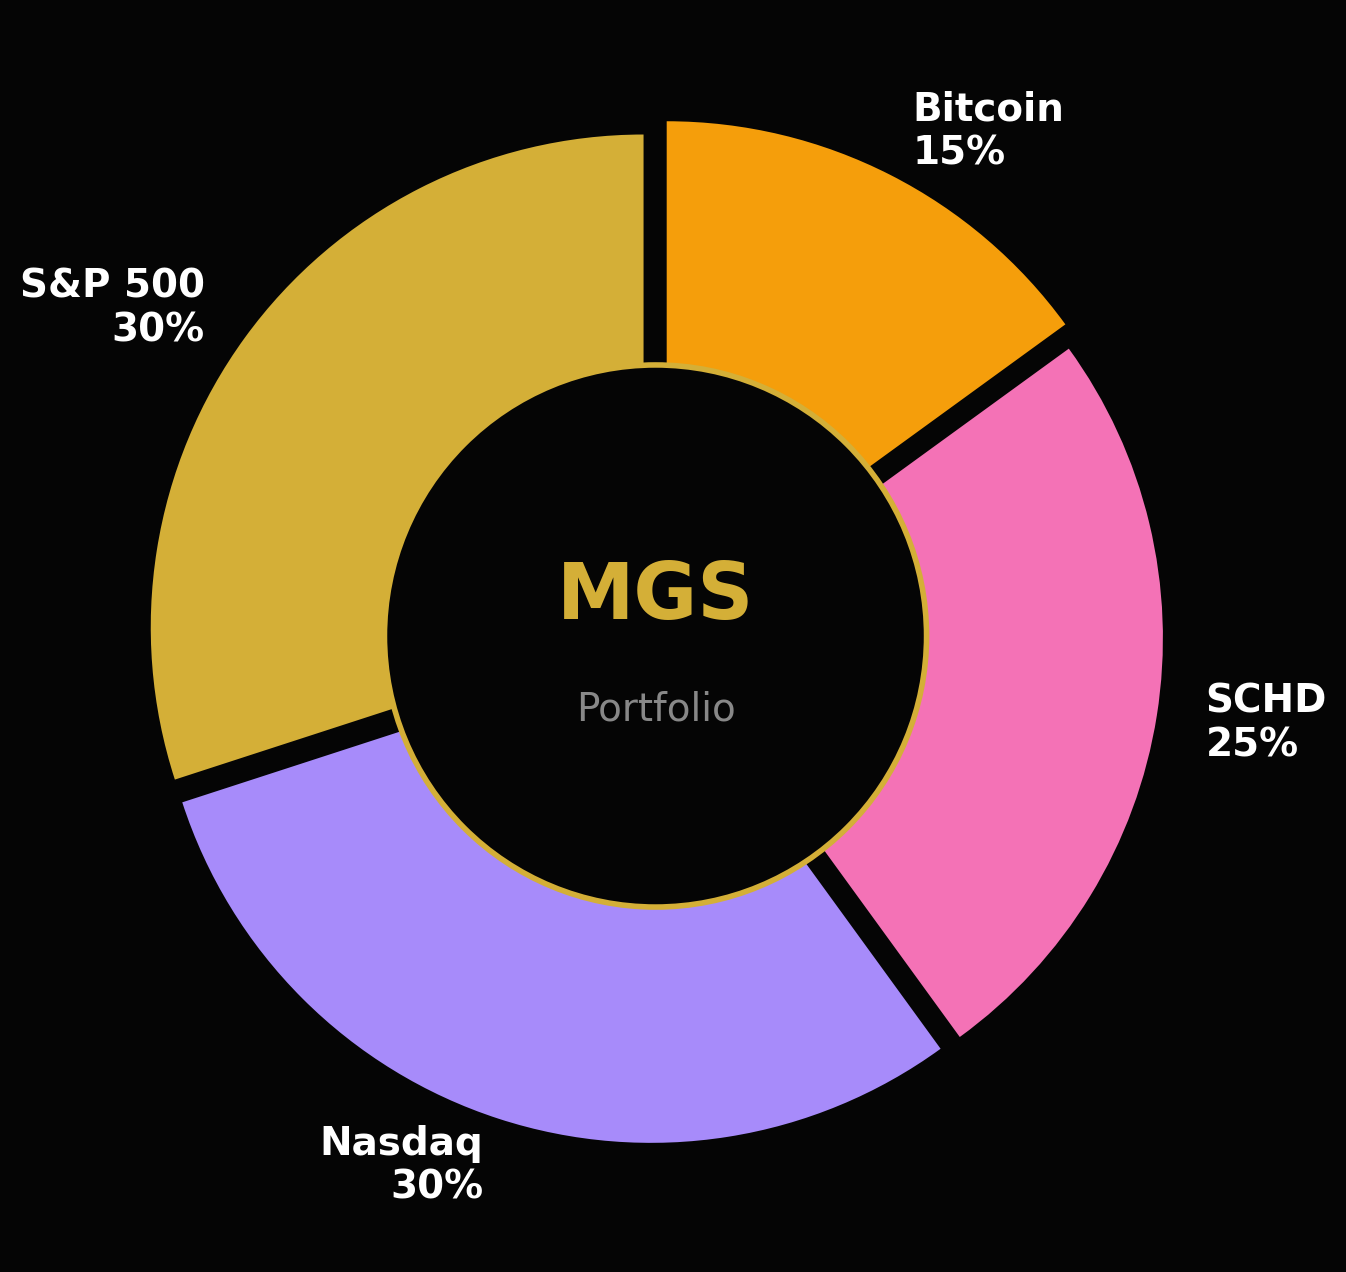 Bitcoin
15%
S&P 500
30%
MGS
Portfolio
SCHD
25%
Nasdaq
30%